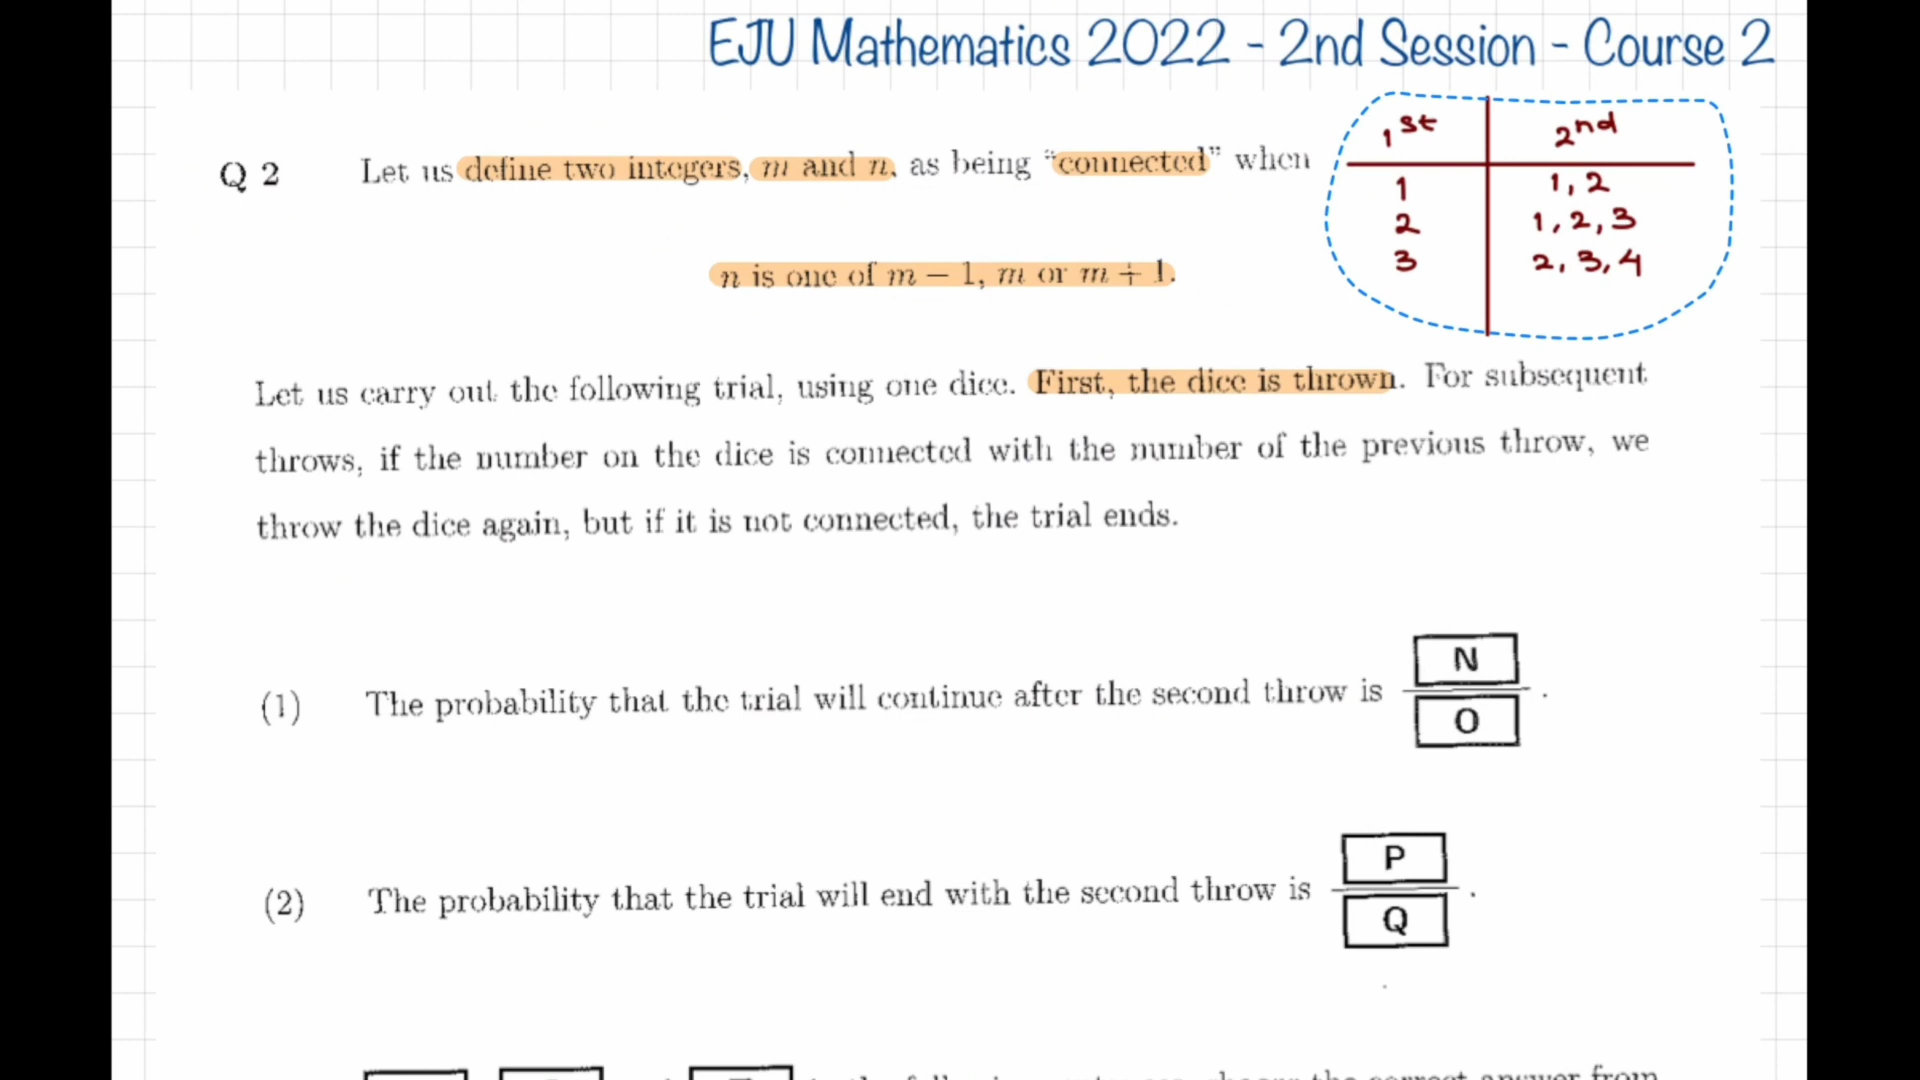 EJU Mathematics 2022 - 2nd Session - Course 2
1st 2nd
1 1, 2
2 1, 2, 3
3 2, 3, 4
Q 2 Let us define two integers, m and n, as being “connected” when
n is one of m − 1, m or m + 1.
Let us carry out the following trial, using one dice. First, the dice is thrown. For subsequent
throws, if the number on the dice is connected with the number of the previous throw, we
throw the dice again, but if it is not connected, the trial ends.
(1) The probability that the trial will continue after the second throw is N
O .
(2) The probability that the trial will end with the second throw is P
Q .